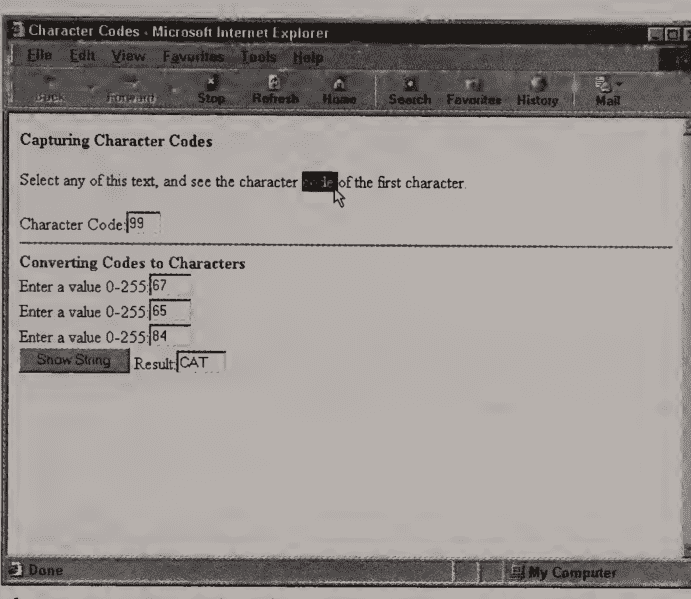 Character Codes - Microsoft Internet Explorer
File Edit View Favorites Tools Help
Back Forward Stop Refresh Home Search Favorites History Mail
Capturing Character Codes
Select any of this text, and see the character code of the first character.
Character Code:99
Converting Codes to Characters
Enter a value 0-255:67
Enter a value 0-255:65
Enter a value 0-255:84
Show String Result:CAT
Done My Computer